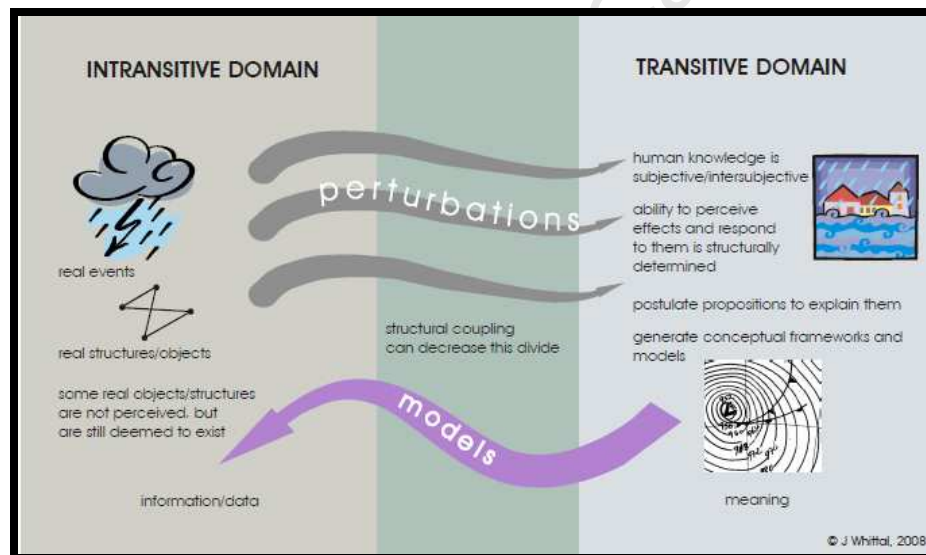 INTRANSITIVE DOMAIN
TRANSITIVE DOMAIN
perturbations
human knowledge is
subjective/intersubjective
ability to perceive
effects and respond
to them is structurally
determined
real events
postulate propositions to explain them
structural coupling
can decrease this divide
generate conceptual frameworks and
models
real structures/objects
some real objects/structures
are not perceived, but
are still deemed to exist
models
information/data
meaning
© J Whittal, 2008